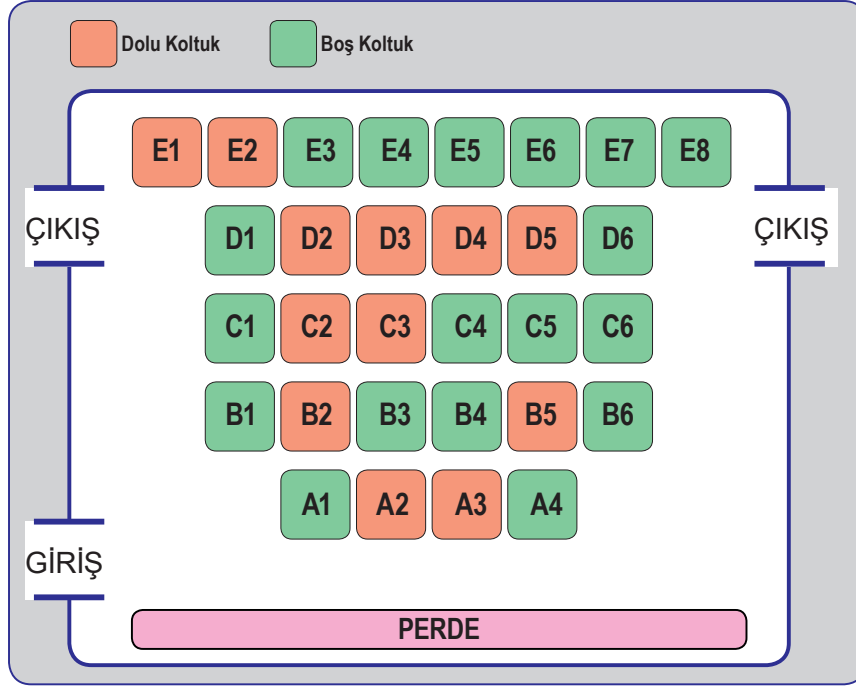 Dolu Koltuk Boş Koltuk
E1 E2 E3 E4 E5 E6 E7 E8
ÇIKIŞ D1 D2 D3 D4 D5 D6 ÇIKIŞ
C1 C2 C3 C4 C5 C6
B1 B2 B3 B4 B5 B6
A1 A2 A3 A4
GİRİŞ
PERDE